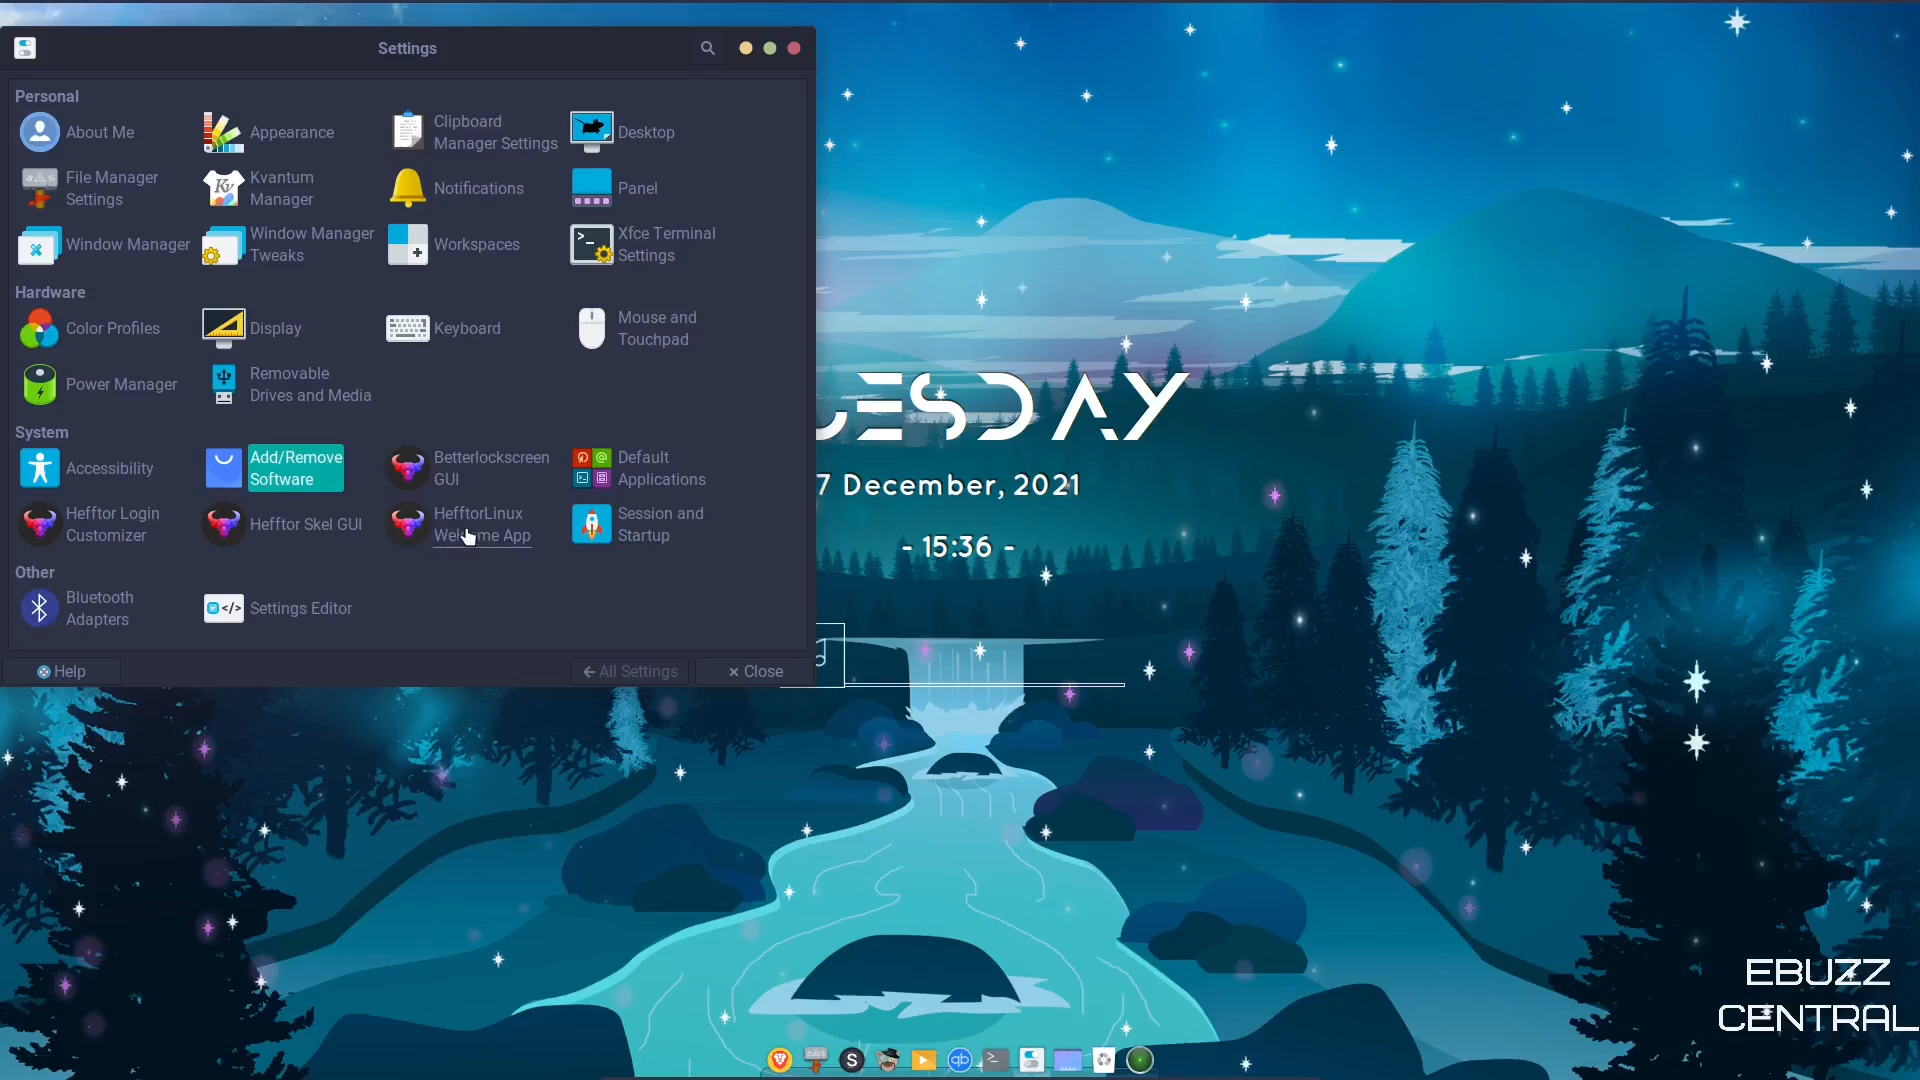 Settings
Personal
About Me
Appearance
Clipboard
Manager Settings
Desktop
File Manager
Settings
Kvantum
Manager
Notifications
Panel
Window Manager
Window Manager
Tweaks
Workspaces
Xfce Terminal
Settings
Hardware
Color Profiles
Display
Keyboard
Mouse and
Touchpad
Power Manager
Removable
Drives and Media
System
Accessibility
Add/Remove
Software
Betterlockscreen
GUI
Default
Applications
Hefftor Login
Customizer
Hefftor Skel GUI
HefftorLinux
Welcome App
Session and
Startup
Other
Bluetooth
Adapters
Settings Editor
Help
All Settings
Close
UESDAY
7 December, 2021
- 15:36 -
EBUZZ
CENTRAL